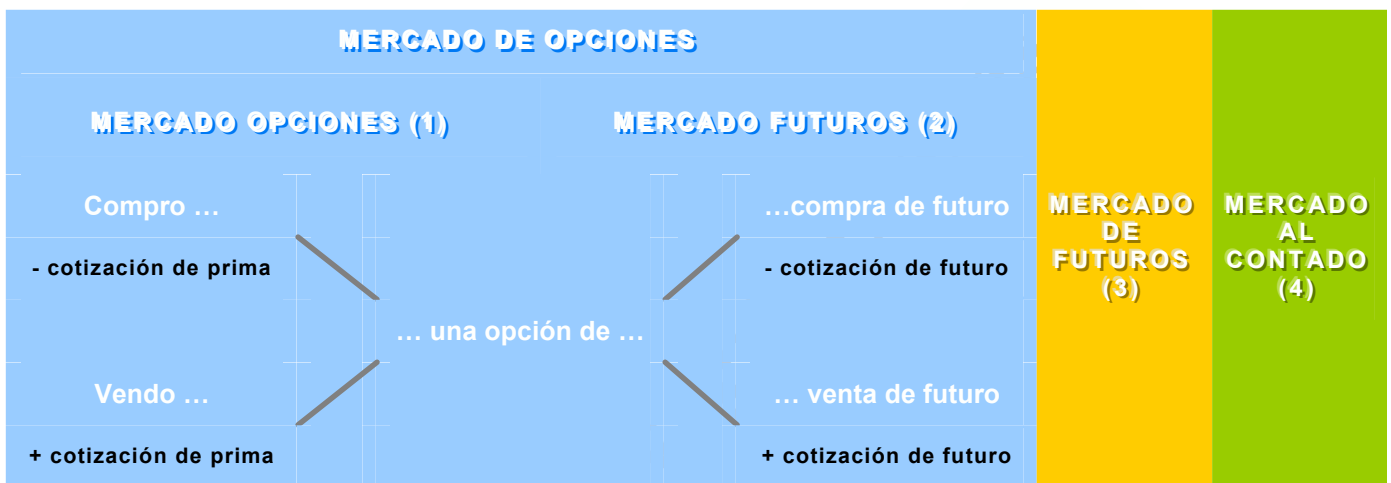 MERCADO DE OPCIONES
MERCADO OPCIONES (1)
MERCADO FUTUROS (2)
Compro …
…compra de futuro
- cotización de prima
- cotización de futuro
… una opción de …
Vendo …
… venta de futuro
+ cotización de prima
+ cotización de futuro
MERCADO
DE
FUTUROS
(3)
MERCADO
AL
CONTADO
(4)